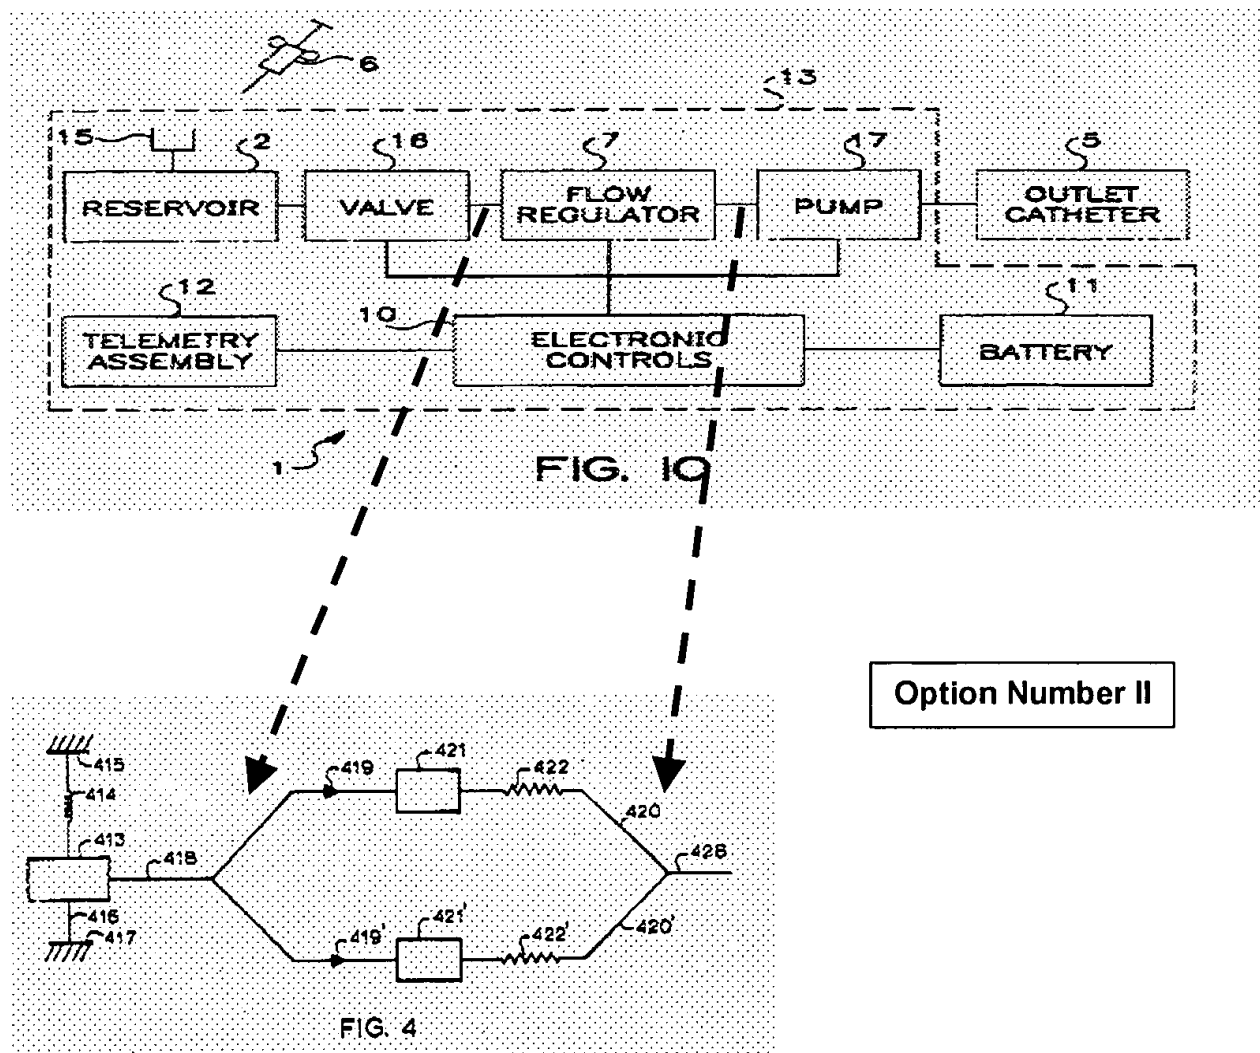 6
13
15
2
16
7
17
5
RESERVOIR
VALVE
FLOW
REGULATOR
PUMP
OUTLET
CATHETER
12
10
11
TELEMETRY
ASSEMBLY
ELECTRONIC
CONTROLS
BATTERY
1
FIG. 10
Option Number II
415
419
421
422
414
420
413
418
428
416
417
419'
421'
422'
420'
FIG. 4